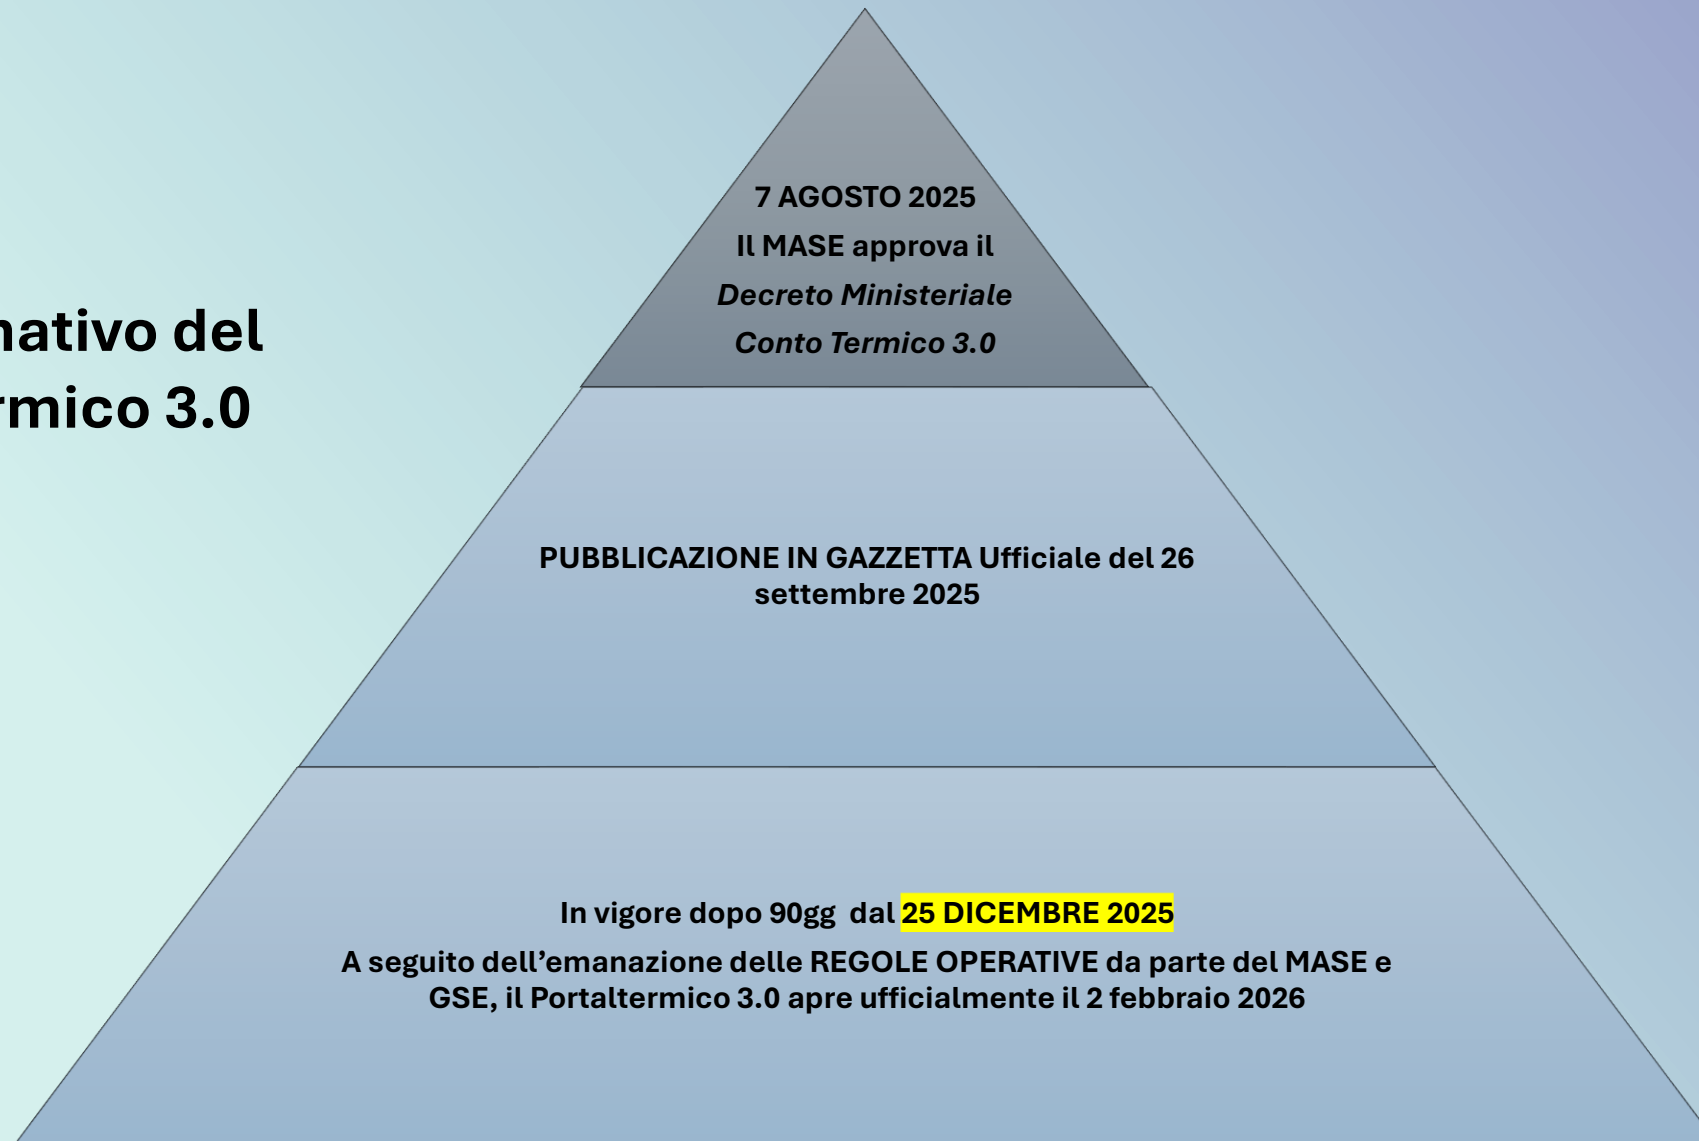 7 AGOSTO 2025
Il MASE approva il
Decreto Ministeriale
Conto Termico 3.0
del
3.0
PUBBLICAZIONE IN GAZZETTA Ufficiale del 26
settembre 2025
In vigore dopo 90gg dal 25 DICEMBRE 2025
A seguito dell’emanazione delle REGOLE OPERATIVE da parte del MASE e
GSE, il Portaltermico 3.0 apre ufficialmente il 2 febbraio 2026